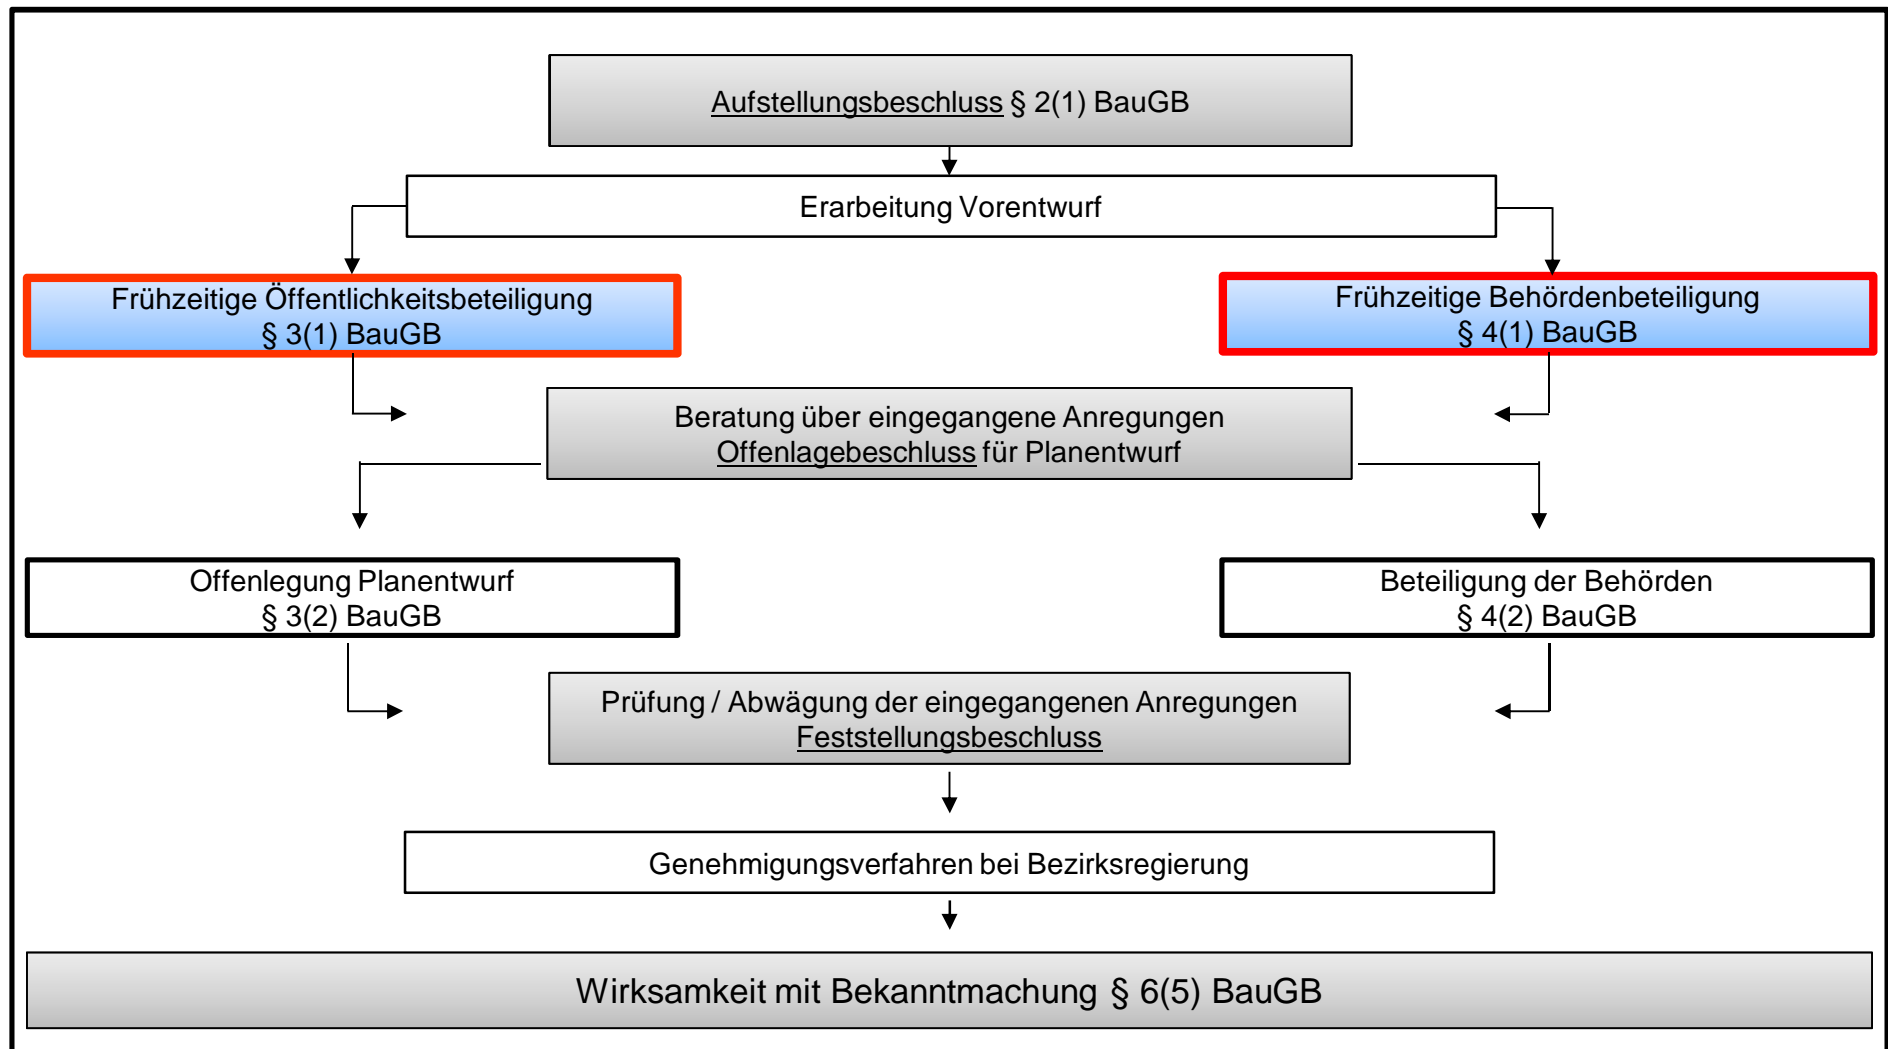 Aufstellungsbeschluss § 2(1) BauGB
Erarbeitung Vorentwurf
Frühzeitige Öffentlichkeitsbeteiligung
§ 3(1) BauGB
Frühzeitige Behördenbeteiligung
§ 4(1) BauGB
Beratung über eingegangene Anregungen
Offenlagebeschluss für Planentwurf
Offenlegung Planentwurf
§ 3(2) BauGB
Beteiligung der Behörden
§ 4(2) BauGB
Prüfung / Abwägung der eingegangenen Anregungen
Feststellungsbeschluss
Genehmigungsverfahren bei Bezirksregierung
Wirksamkeit mit Bekanntmachung § 6(5) BauGB